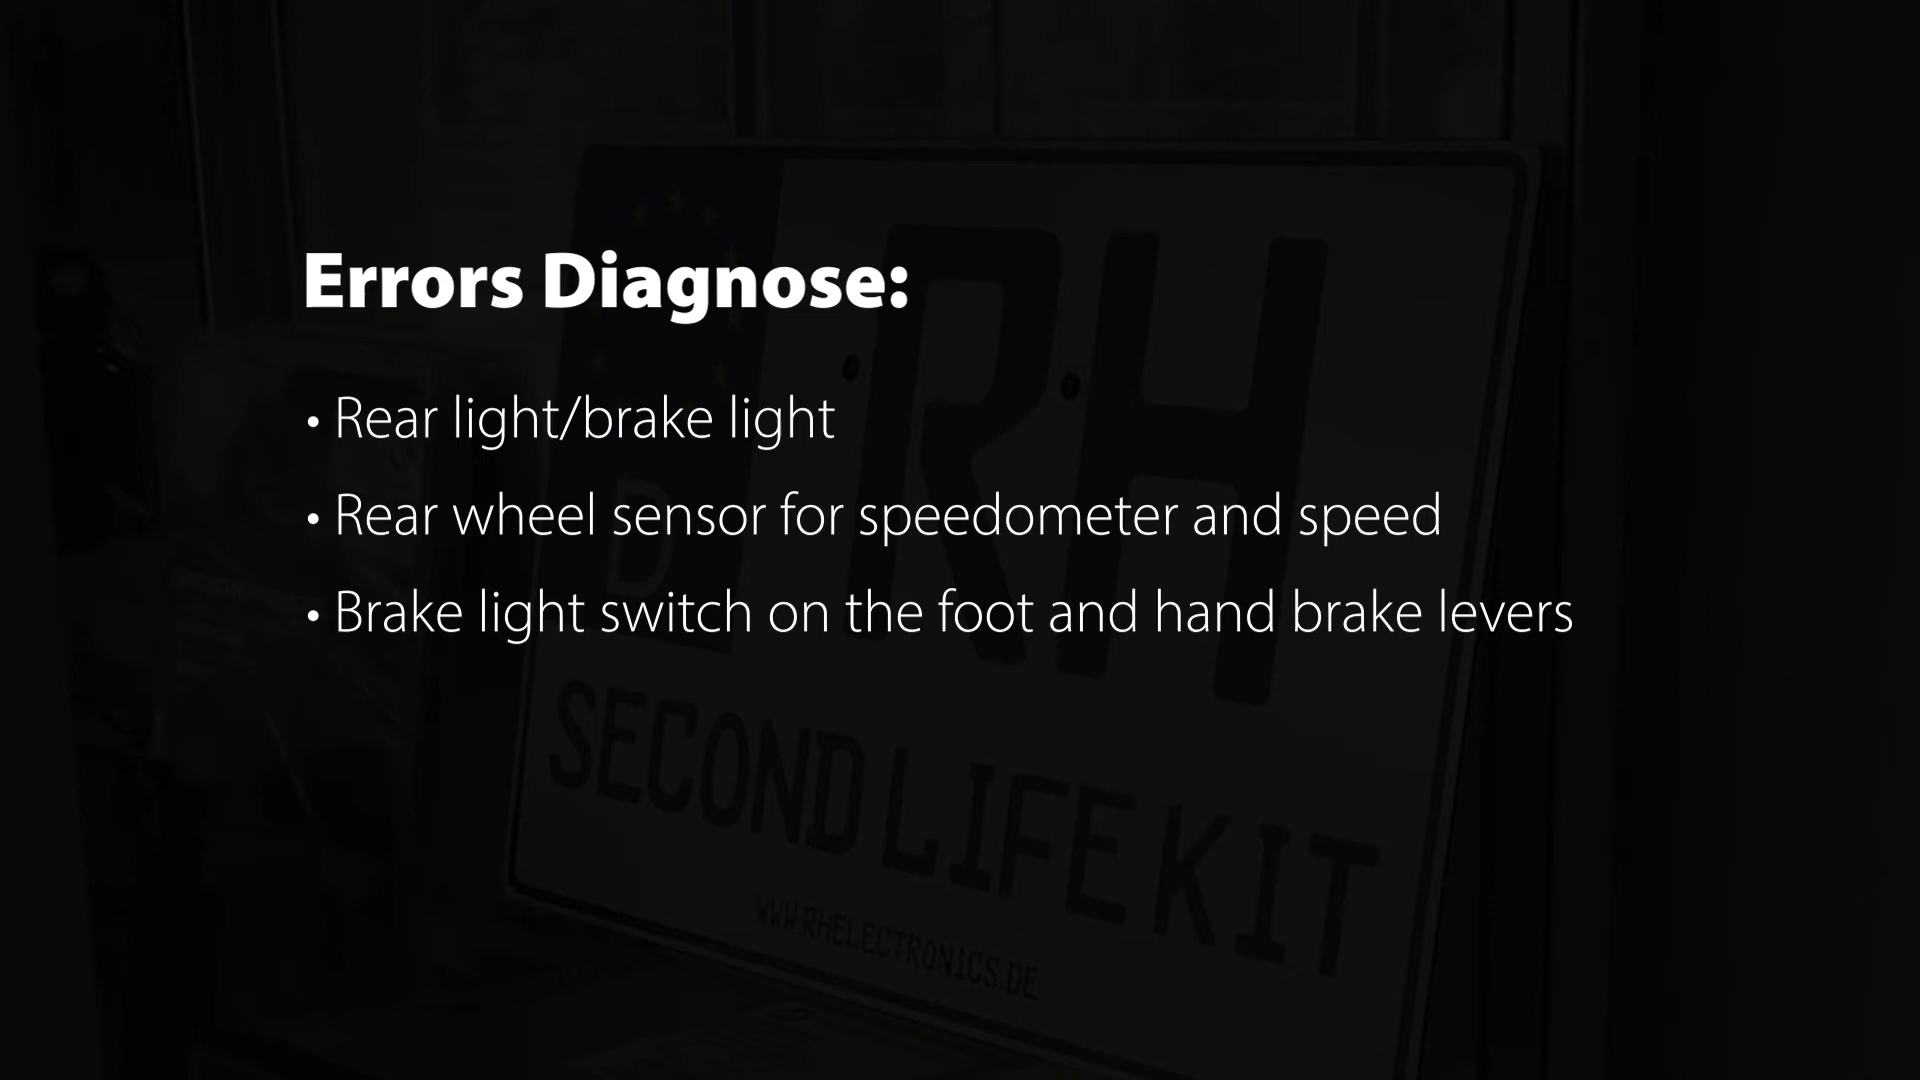 Errors Diagnose:
• Rear light/brake light
• Rear wheel sensor for speedometer and speed
• Brake light switch on the foot and hand brake levers
RH
D
SECOND LIFE KIT
WWW.RHELECTRONICS.DE